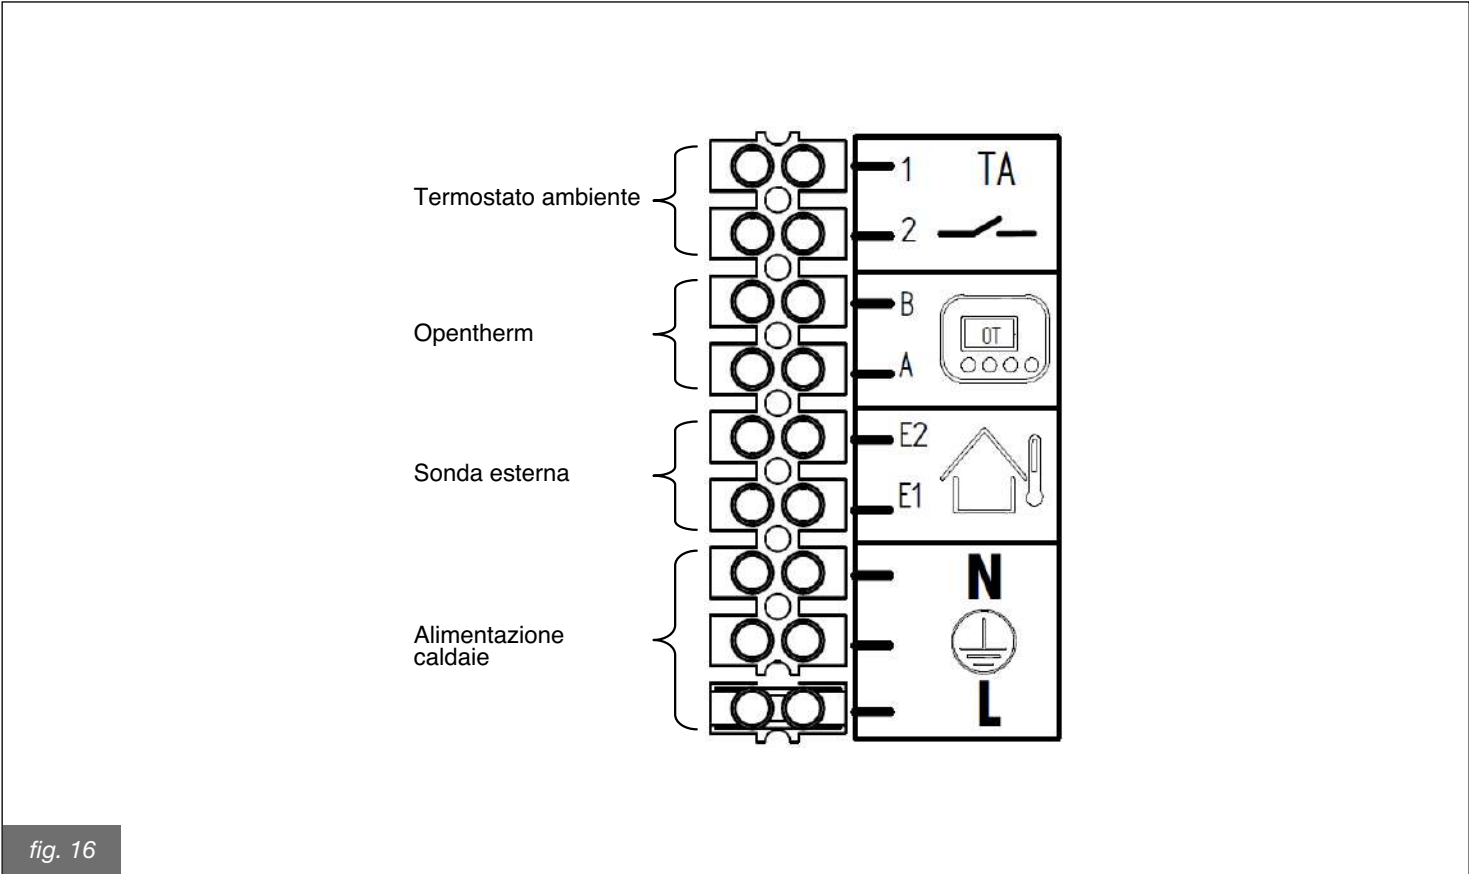 Termostato ambiente
1 TA
2
Opentherm
B
OT
A
Sonda esterna
E2
E1
Alimentazione
caldaie
N
L
fig. 16